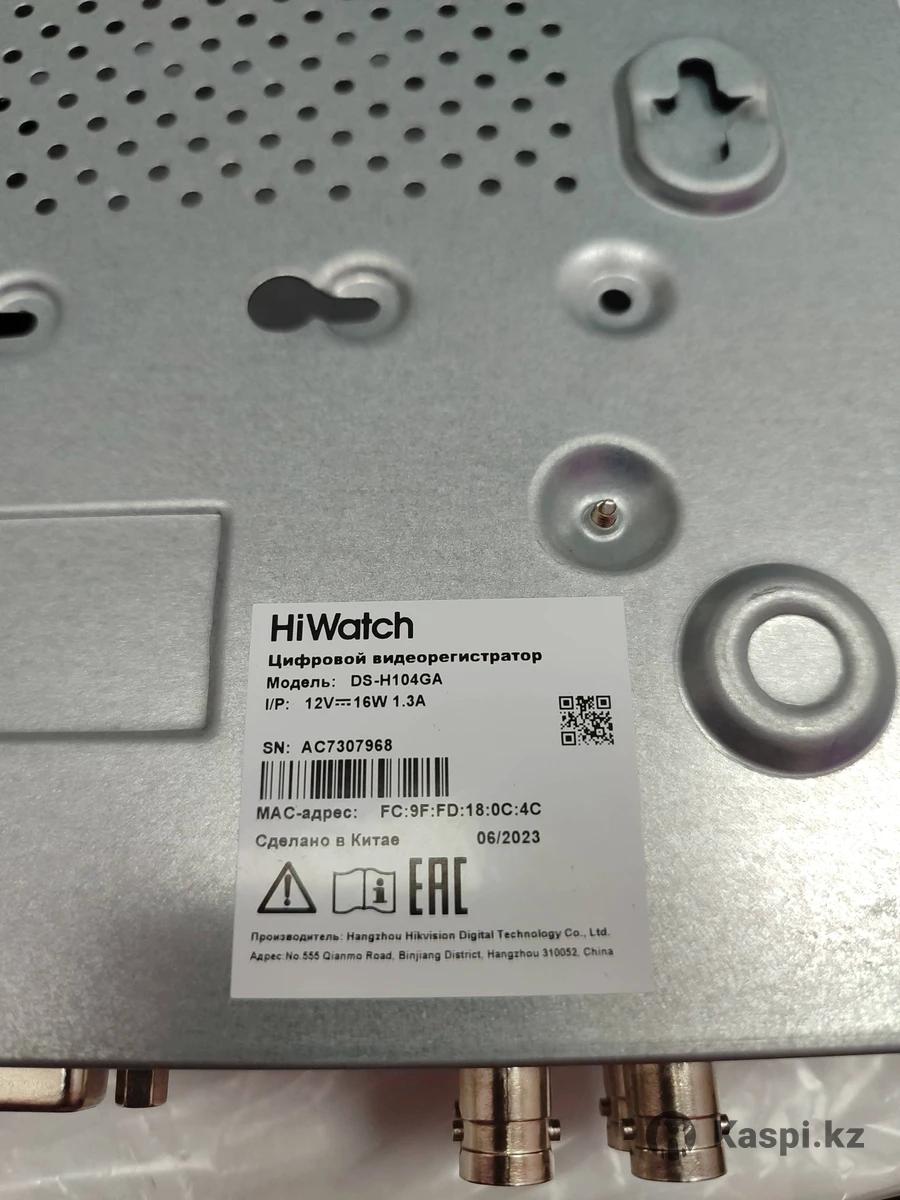 HiWatch
Цифровой видеорегистратор
Модель: DS-H104GA
I/P: 12V⎓16W 1.3A
SN: AC7307968
MAC-адрес: FC:9F:FD:18:0C:4C
Сделано в Китае 06/2023
EAC
Производитель: Hangzhou Hikvision Digital Technology Co., Ltd.
Адрес:No.555 Qianmo Road, Binjiang District, Hangzhou 310052, China
Kaspi.kz